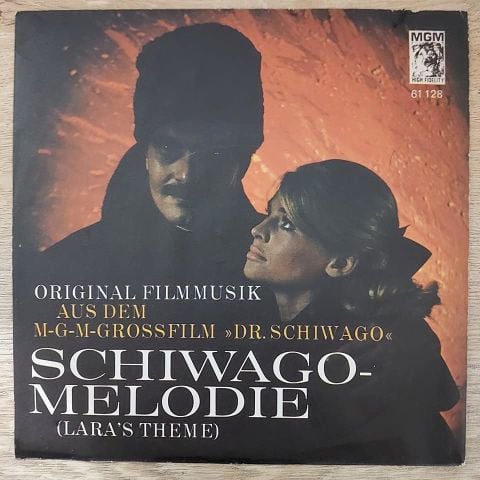 MGM
HIGH FIDELITY
61 128
ORIGINAL FILMMUSIK
AUS DEM
M-G-M-GROSSFILM »DR. SCHIWAGO«
SCHIWAGO-
MELODIE
(LARA'S THEME)